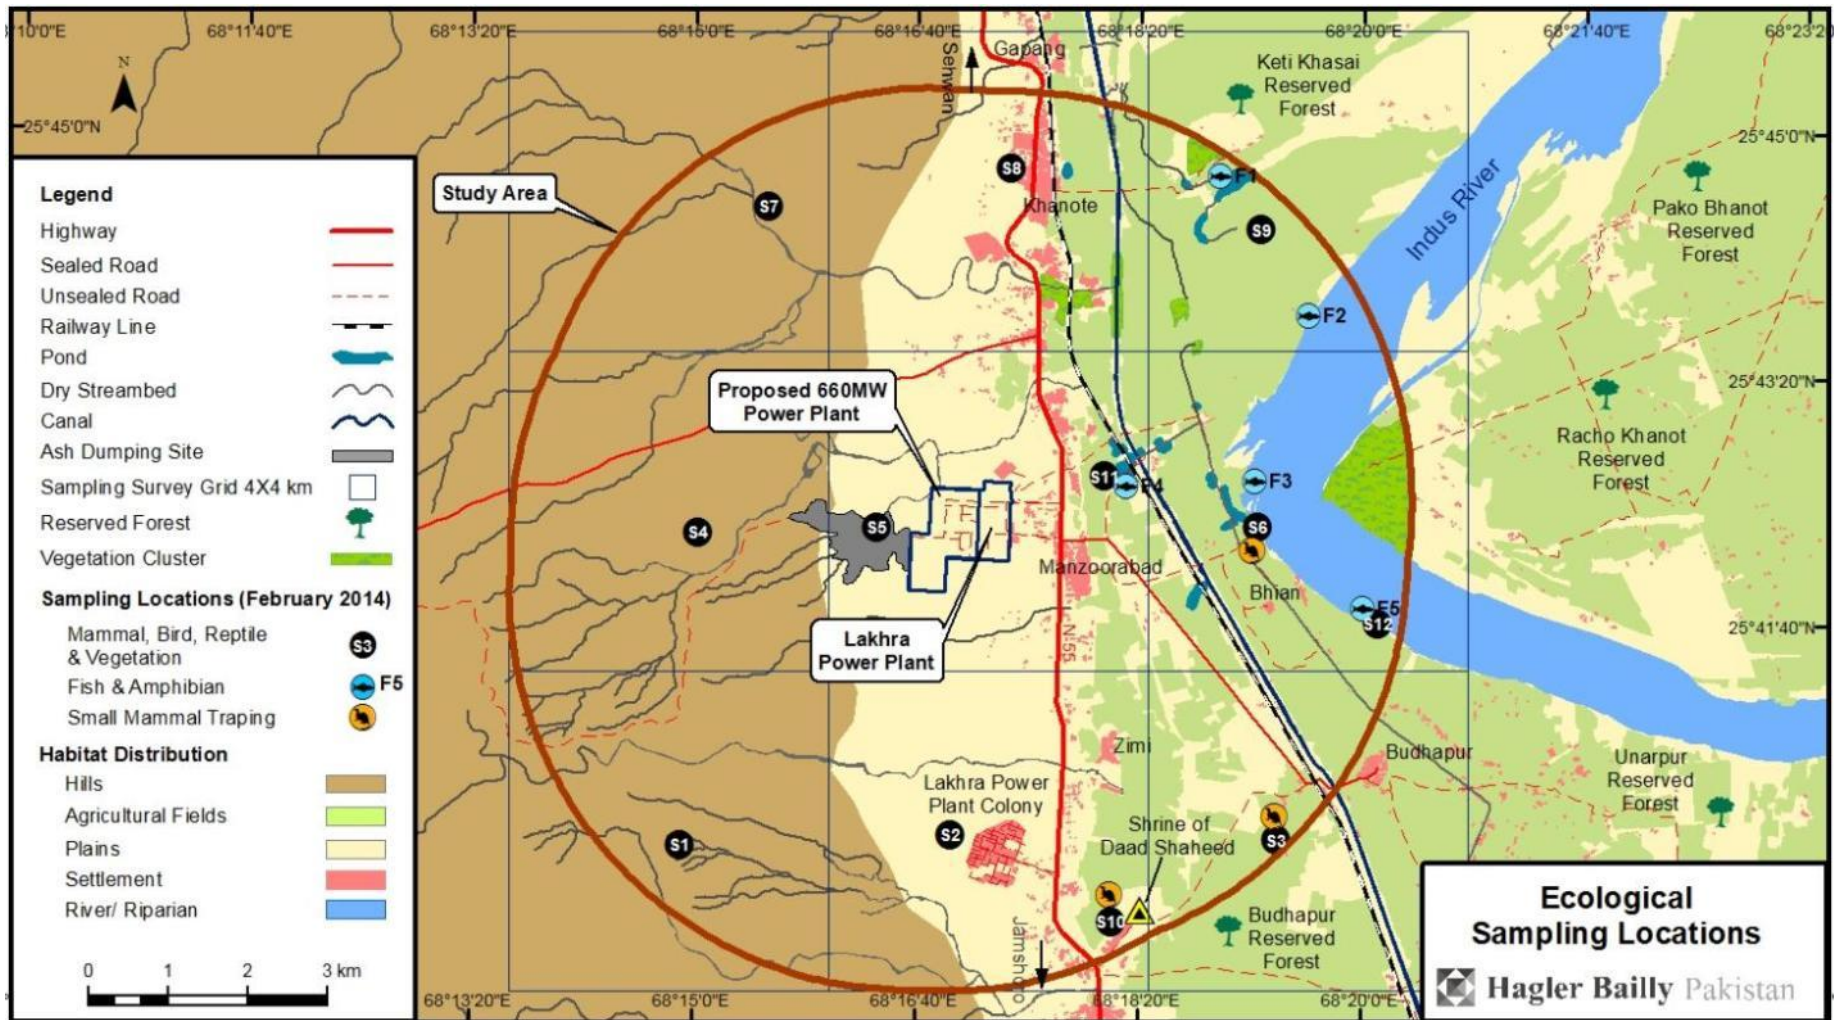 :10'0"E
68°11'40"E
68°13'20"E
68°15'0"E
68°16'40"E
68°18'20"E
68°20'0"E
68°21'40"E
68°23'20
N
25°45'0"N
25°45'0"N
25°43'20"N
25°41'40"N
Legend
Highway
Sealed Road
Unsealed Road
Railway Line
Pond
Dry Streambed
Canal
Ash Dumping Site
Sampling Survey Grid 4X4 km
Reserved Forest
Vegetation Cluster
Sampling Locations (February 2014)
Mammal, Bird, Reptile
& Vegetation
S3
Fish & Amphibian
F5
Small Mammal Traping
Habitat Distribution
Hills
Agricultural Fields
Plains
Settlement
River/ Riparian
0 1 2 3 km
Study Area
Sehwan
Gapang
Keti Khasai
Reserved
Forest
S8
F1
S7
Khanote
S9
Indus River
Pako Bhanot
Reserved
Forest
F2
Proposed 660MW
Power Plant
Racho Khanot
Reserved
Forest
S11
F4
F3
S4
S5
S6
Manzoorabad
Bhian
F5
S12
Lakhra
Power Plant
N-55
Zimi
Budhapur
Unarpur
Reserved
Forest
Lakhra Power
Plant Colony
S1
S2
Shrine of
Daad Shaheed
S3
S10
Budhapur
Reserved
Forest
Jamshoro
68°13'20"E
68°15'0"E
68°16'40"E
68°18'20"E
68°20'0"E
Ecological
Sampling Locations
Hagler Bailly Pakistan